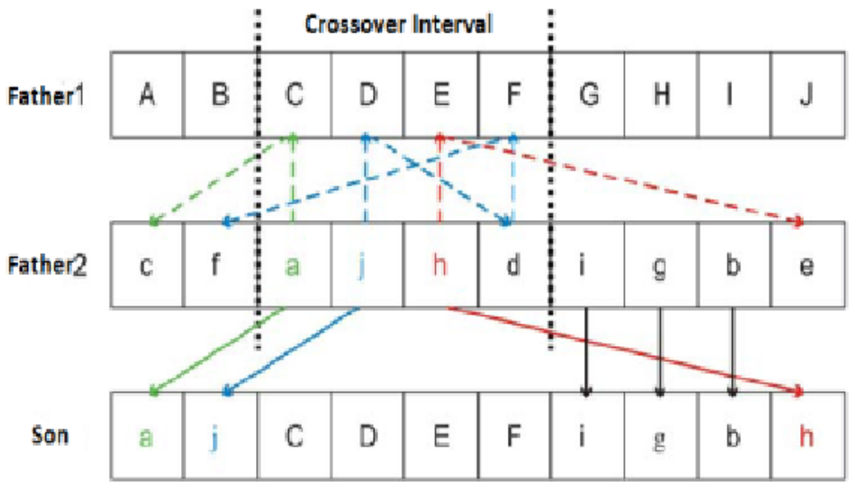 Crossover Interval
Father1 A B C D E F G H I J
Father2 c f a j h d i g b e
Son a j C D E F i g b h